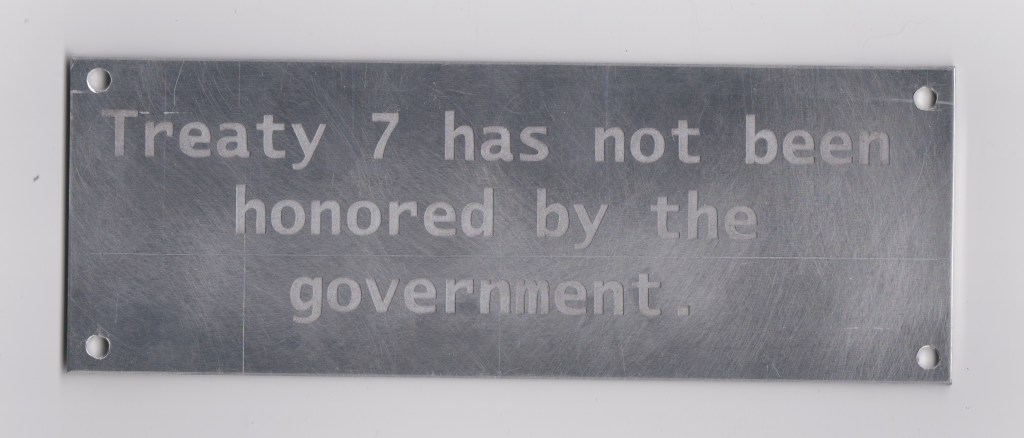 Treaty 7 has not been
honored by the
government.